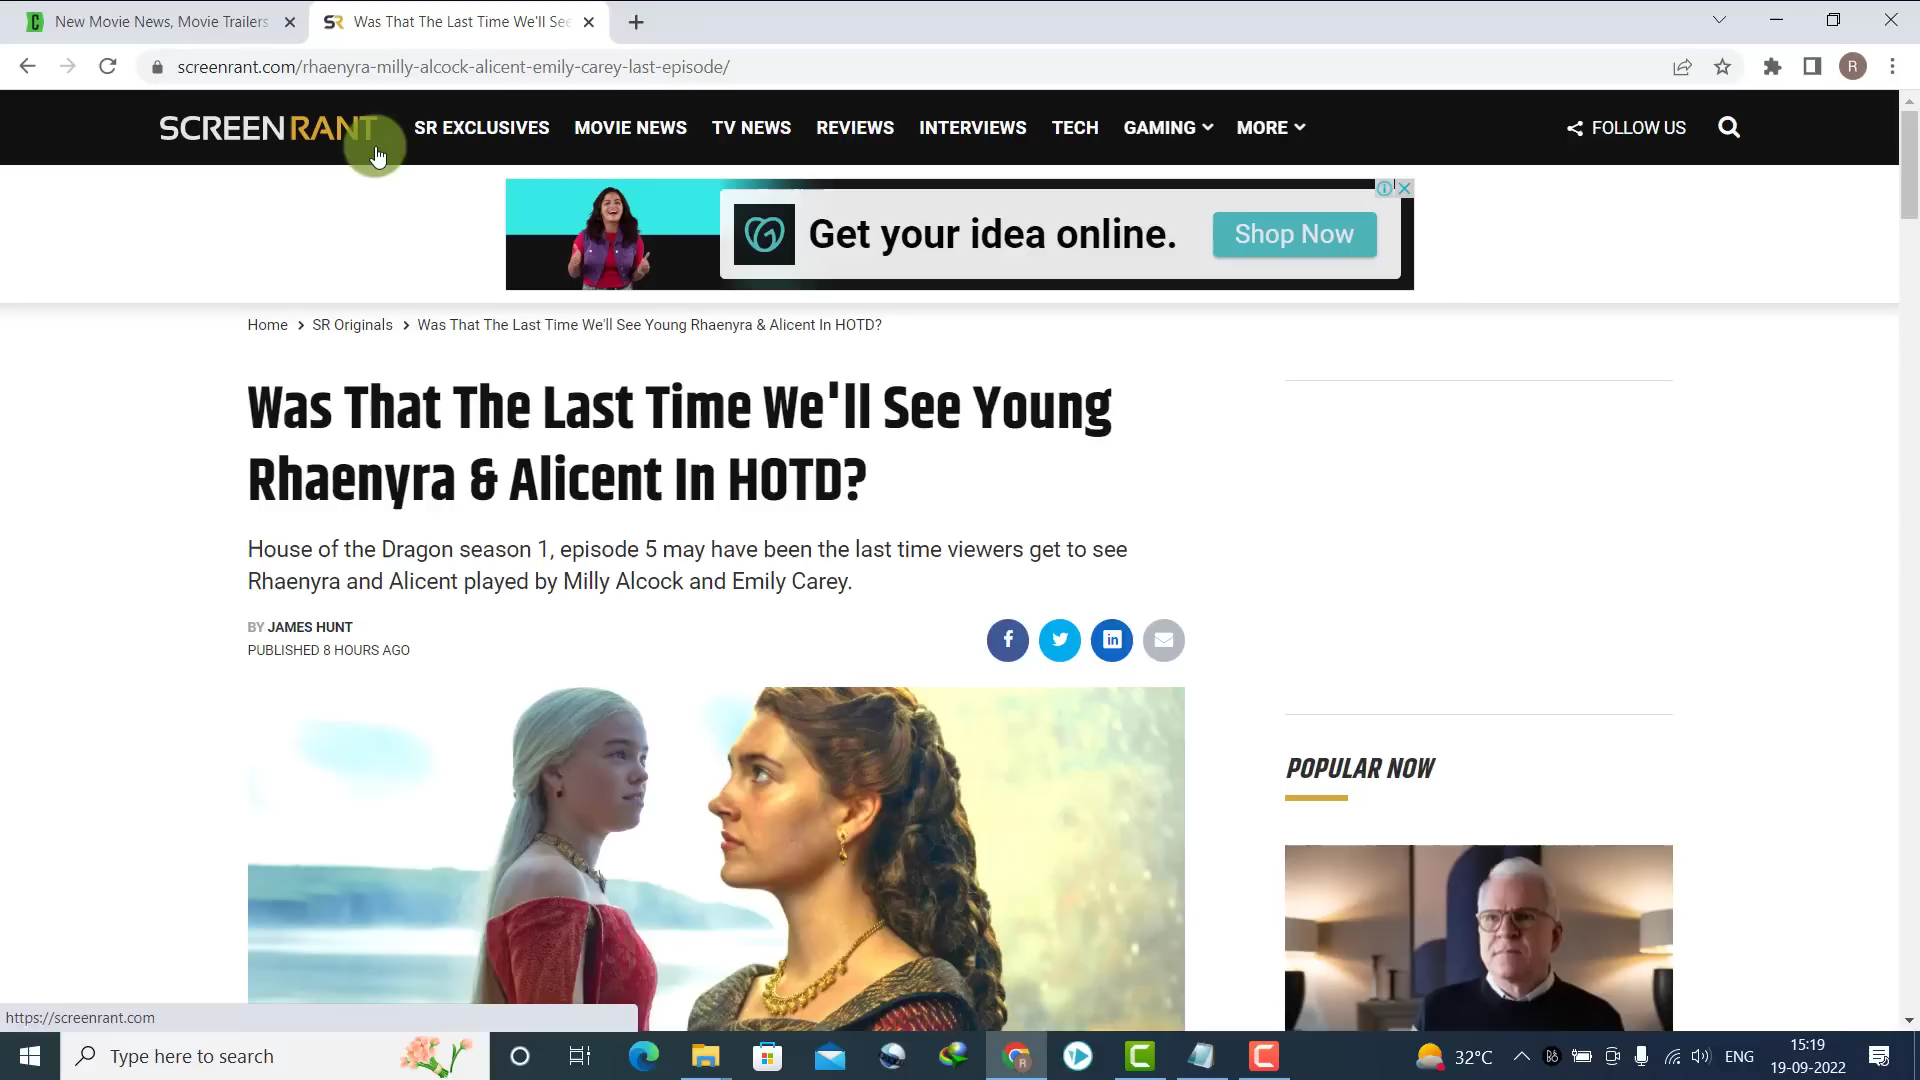 New Movie News, Movie Trailers
Was That The Last Time We'll See
screenrant.com/rhaenyra-milly-alcock-alicent-emily-carey-last-episode/
R
SCREENRANT
SR EXCLUSIVES
MOVIE NEWS
TV NEWS
REVIEWS
INTERVIEWS
TECH
GAMING
MORE
FOLLOW US
Get your idea online.
Shop Now
Home > SR Originals > Was That The Last Time We'll See Young Rhaenyra & Alicent In HOTD?
Was That The Last Time We'll See Young
Rhaenyra & Alicent In HOTD?
House of the Dragon season 1, episode 5 may have been the last time viewers get to see
Rhaenyra and Alicent played by Milly Alcock and Emily Carey.
BY JAMES HUNT
PUBLISHED 8 HOURS AGO
POPULAR NOW
https://screenrant.com
Type here to search
32°C
ENG
15:19
19-09-2022